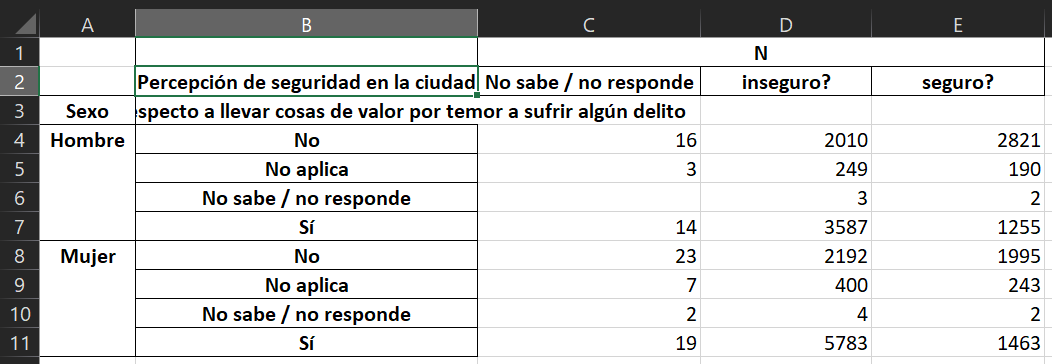 A B C D E
1 N
2 Percepción de seguridad en la ciudad No sabe / no responde inseguro? seguro?
3 Sexo respecto a llevar cosas de valor por temor a sufrir algún delito
4 Hombre No 16 2010 2821
5 No aplica 3 249 190
6 No sabe / no responde 3 2
7 Sí 14 3587 1255
8 Mujer No 23 2192 1995
9 No aplica 7 400 243
10 No sabe / no responde 2 4 2
11 Sí 19 5783 1463